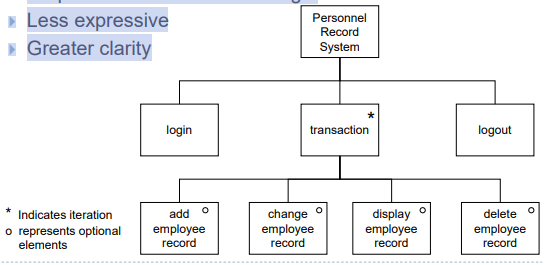 Less expressive
Greater clarity
Personnel
Record
System
login
transaction
*
logout
add
employee
record
o
change
employee
record
o
display
employee
record
o
delete
employee
record
o
* Indicates iteration
o represents optional
elements